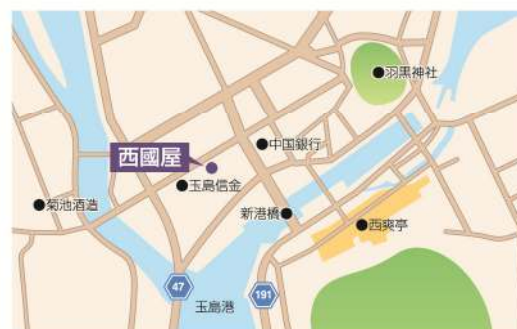 羽黒神社
中国銀行
西國屋
玉島信金
菊池酒造
新港橋
西爽亭
47
191
玉島港